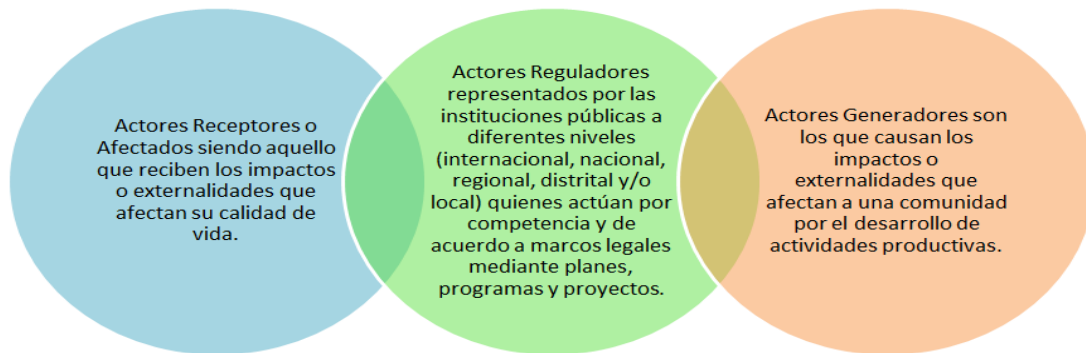 Actores Receptores o
Afectados siendo aquello
que reciben los impactos
o externalidades que
afectan su calidad de
vida.
Actores Reguladores
representados por las
instituciones públicas a
diferentes niveles
(internacional, nacional,
regional, distrital y/o
local) quienes actúan por
competencia y de
acuerdo a marcos legales
mediante planes,
programas y proyectos.
Actores Generadores son
los que causan los
impactos o
externalidades que
afectan a una comunidad
por el desarrollo de
actividades productivas.